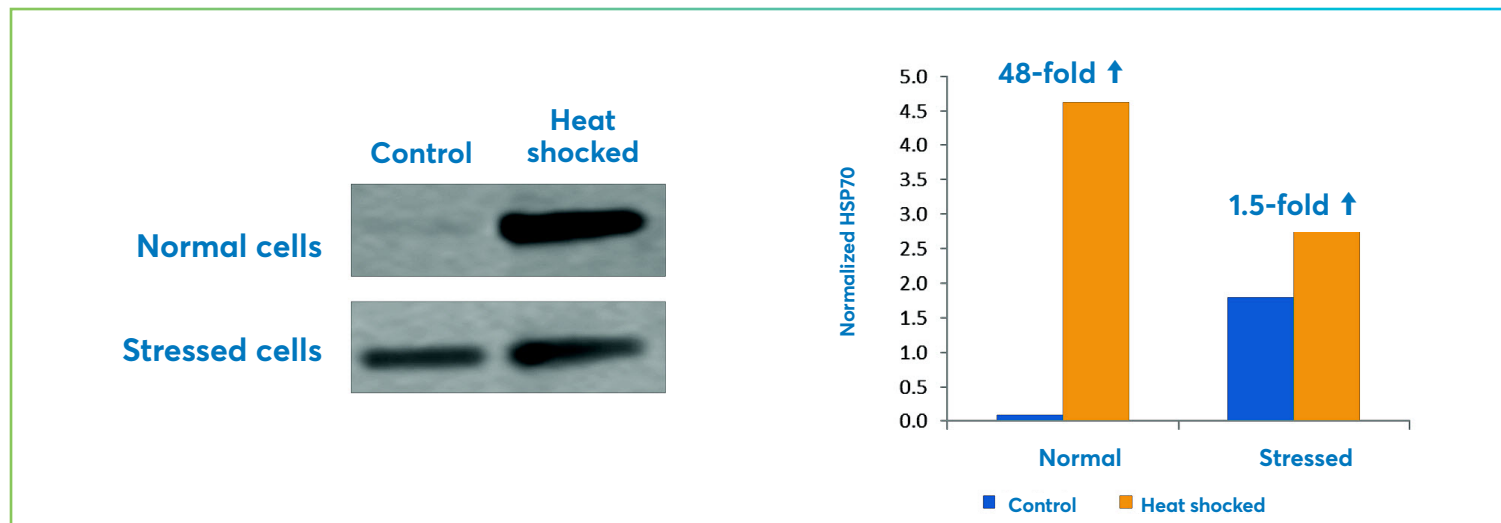 Control
Heat
shocked
Normal cells
Stressed cells
48-fold ↑
1.5-fold ↑
Normalized HSP70
5.0
4.5
4.0
3.5
3.0
2.5
2.0
1.5
1.0
0.5
0.0
Normal Stressed
Control Heat shocked